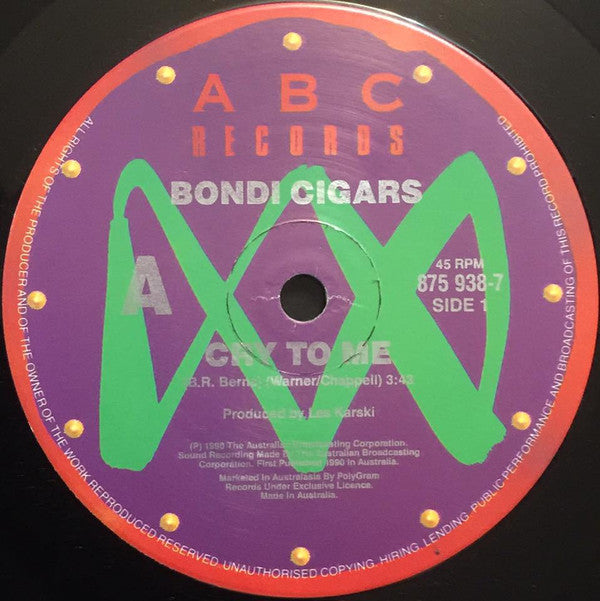 ABC
RECORDS
BONDI CIGARS
A
45 RPM
875 938-7
SIDE 1
CRY TO ME
(B.R. Berns) (Warner/Chappell) 3:43
Produced by Les Karski
(P) 1990 The Australian Broadcasting Corporation.
Sound Recording Made By The Australian Broadcasting
Corporation. First Published 1990 in Australia.
Marketed in Australasia By PolyGram
Records Under Exclusive Licence.
Made In Australia.
ALL RIGHTS OF THE PRODUCER AND OF THE OWNER OF THE WORK REPRODUCED RESERVED. UNAUTHORISED COPYING, HIRING, LENDING, PUBLIC PERFORMANCE AND BROADCASTING OF THIS RECORD PROHIBITED.